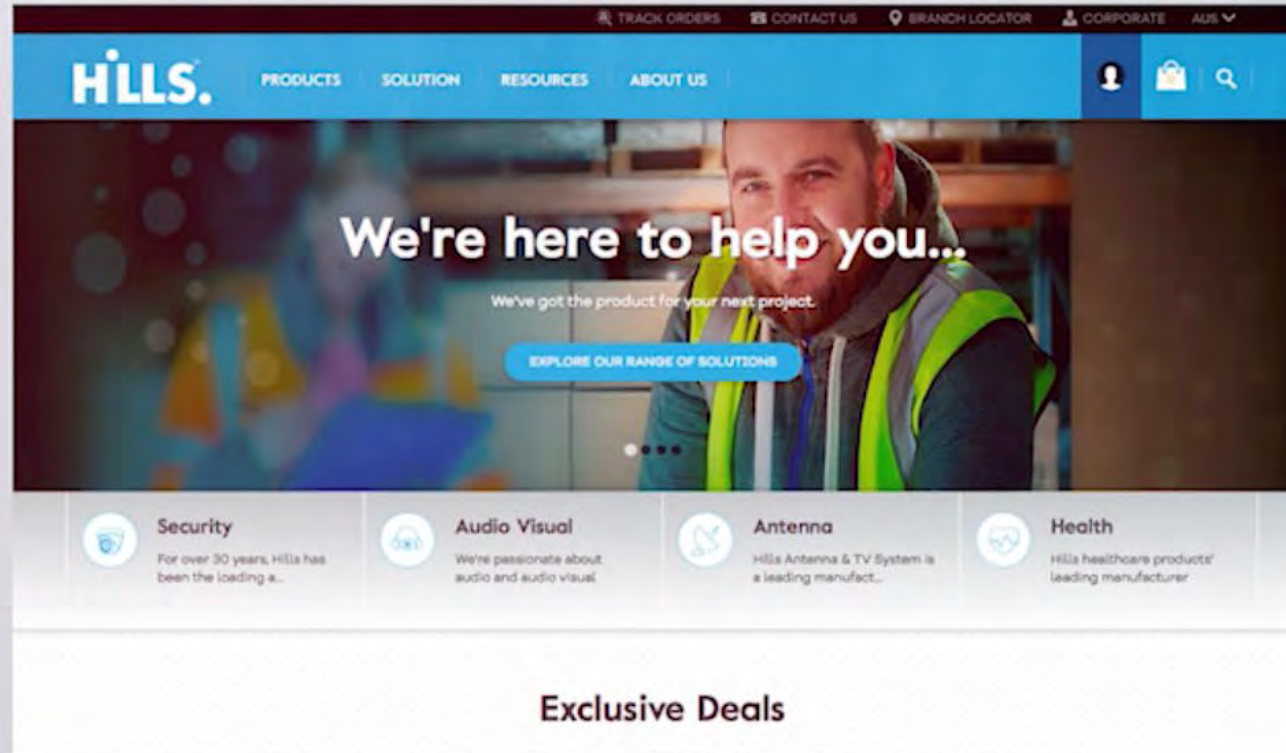 TRACK ORDERS CONTACT US BRANCH LOCATOR CORPORATE AUS
HiLLS.
PRODUCTS SOLUTION RESOURCES ABOUT US
We're here to help you...
We've got the product for your next project.
EXPLORE OUR RANGE OF SOLUTIONS
Security
For over 30 years, Hills has
been the loading a...
Audio Visual
We're passionate about
audio and audio visual
Antenna
Hills Antenna & TV System is
a leading manufact...
Health
Hills healthcare products'
leading manufacturer
Exclusive Deals